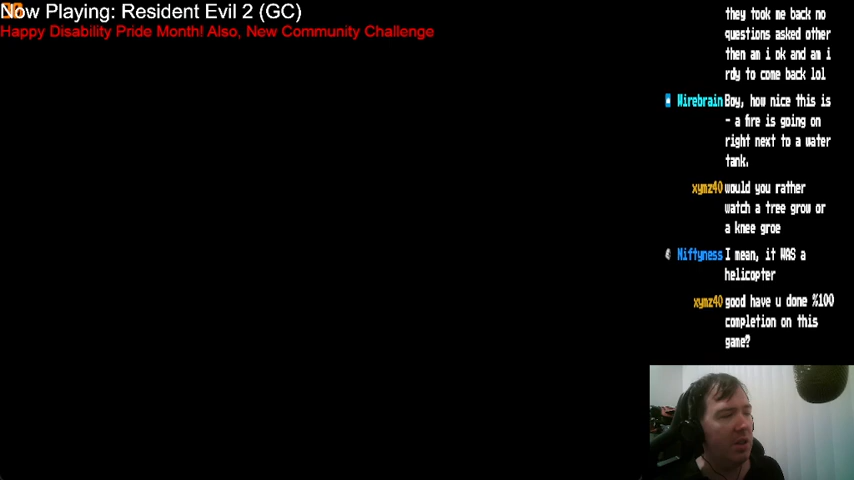 Now Playing: Resident Evil 2 (GC)
Happy Disability Pride Month! Also, New Community Challenge
they took me back no
questions asked other
then am i ok and am i
rdy to come back lol
Wirebrain Boy, how nice this is
- a fire is going on
right next to a water
tank.
xymz40 would you rather
watch a tree grow or
a knee groe
Niftyness I mean, it WAS a
helicopter
xymz40 good have u done %100
completion on this
game?